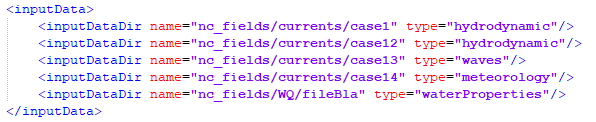 <inputData>
<inputDataDir name="nc_fields/currents/case1" type="hydrodynamic"/>
<inputDataDir name="nc_fields/currents/case12" type="hydrodynamic"/>
<inputDataDir name="nc_fields/currents/case13" type="waves"/>
<inputDataDir name="nc_fields/currents/case14" type="meteorology"/>
<inputDataDir name="nc_fields/WQ/fileBla" type="waterProperties"/>
</inputData>